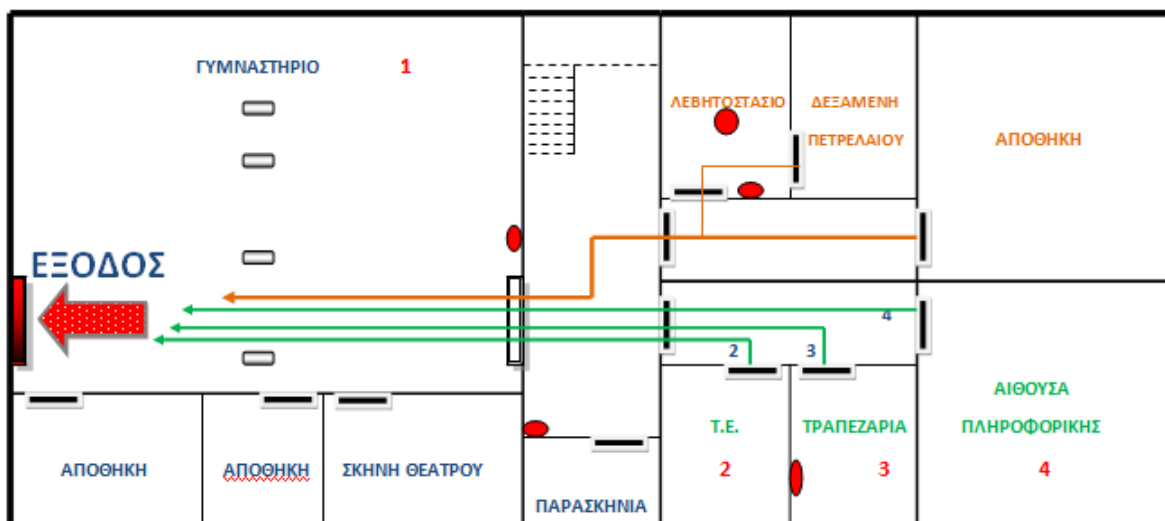 ΓΥΜΝΑΣΤΗΡΙΟ 1
ΛΕΒΗΤΟΣΤΑΣΙΟ
ΔΕΞΑΜΕΝΗ
ΠΕΤΡΕΛΑΙΟΥ
ΑΠΟΘΗΚΗ
ΕΞΟΔΟΣ
4
2
3
ΑΙΘΟΥΣΑ
ΠΛΗΡΟΦΟΡΙΚΗΣ
4
Τ.Ε.
2
ΤΡΑΠΕΖΑΡΙΑ
3
ΑΠΟΘΗΚΗ
ΑΠΟΘΗΚΗ
ΣΚΗΝΗ ΘΕΑΤΡΟΥ
ΠΑΡΑΣΚΗΝΙΑ